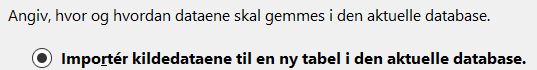 Angiv, hvor og hvordan dataene skal gemmes i den aktuelle database.
Importér kildedataene til en ny tabel i den aktuelle database.